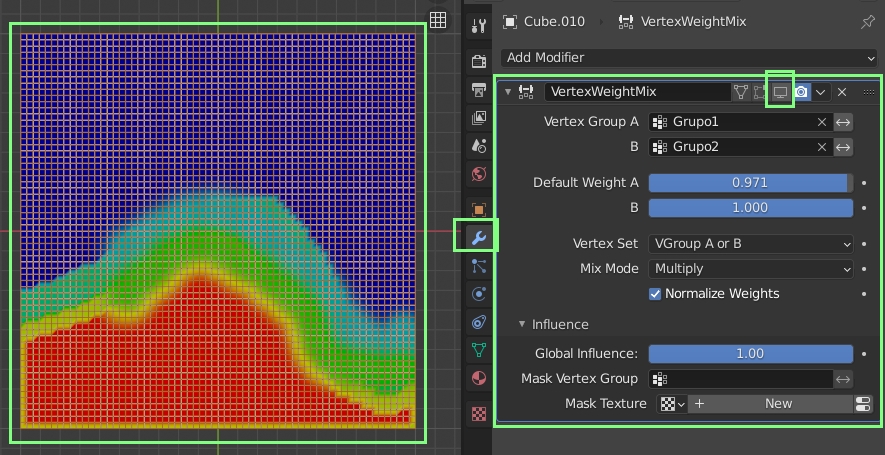 Cube.010 › VertexWeightMix
Add Modifier
VertexWeightMix
Vertex Group A Grupo1
B Grupo2
Default Weight A 0.971
B 1.000
Vertex Set VGroup A or B
Mix Mode Multiply
Normalize Weights
Influence
Global Influence: 1.00
Mask Vertex Group
Mask Texture New